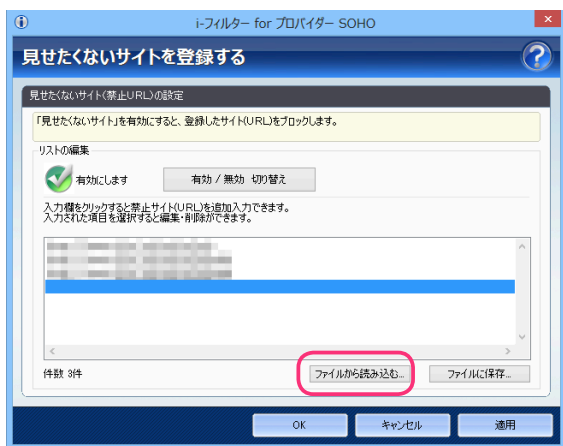 i-フィルター for プロバイダー SOHO
見せたくないサイトを登録する
見せたくないサイト(禁止URL)の設定
「見せたくないサイト」を有効にすると、登録したサイト(URL)をブロックします。
リストの編集
有効にします
有効 / 無効 切り替え
入力欄をクリックすると禁止サイト(URL)を追加入力できます。
入力された項目を選択すると編集・削除ができます。
件数 3件
ファイルから読み込む...
ファイルに保存...
OK
キャンセル
適用